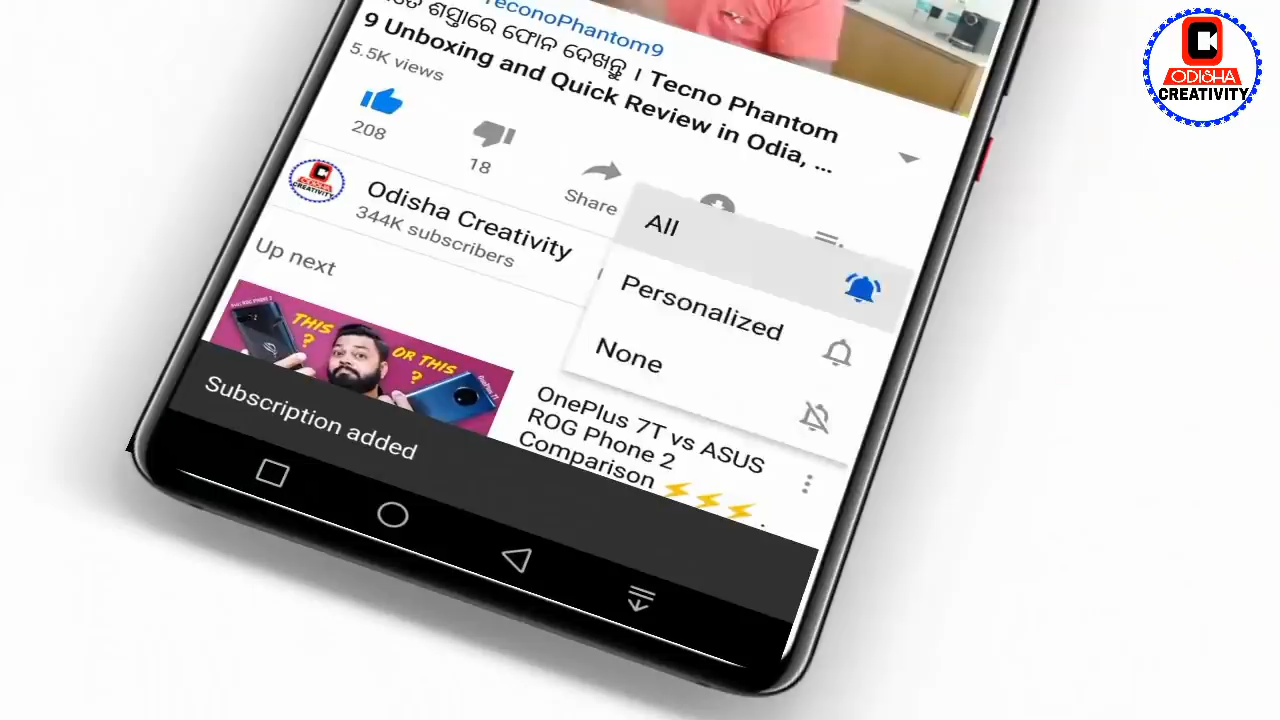 TeconoPhantom9
ଶସ୍ତାରେ ଫୋନ ଦେଖନ୍ତୁ । Tecno Phantom
9 Unboxing and Quick Review in Odia, ...
5.5K views
208
18
Share
Odisha Creativity
344K subscribers
All
Personalized
None
Up next
THIS
?
OR THIS
?
OnePlus 7T vs ASUS
ROG Phone 2
Comparison ⚡⚡⚡.
Subscription added
ODISHA
CREATIVITY
ODISHA
CREATIVITY